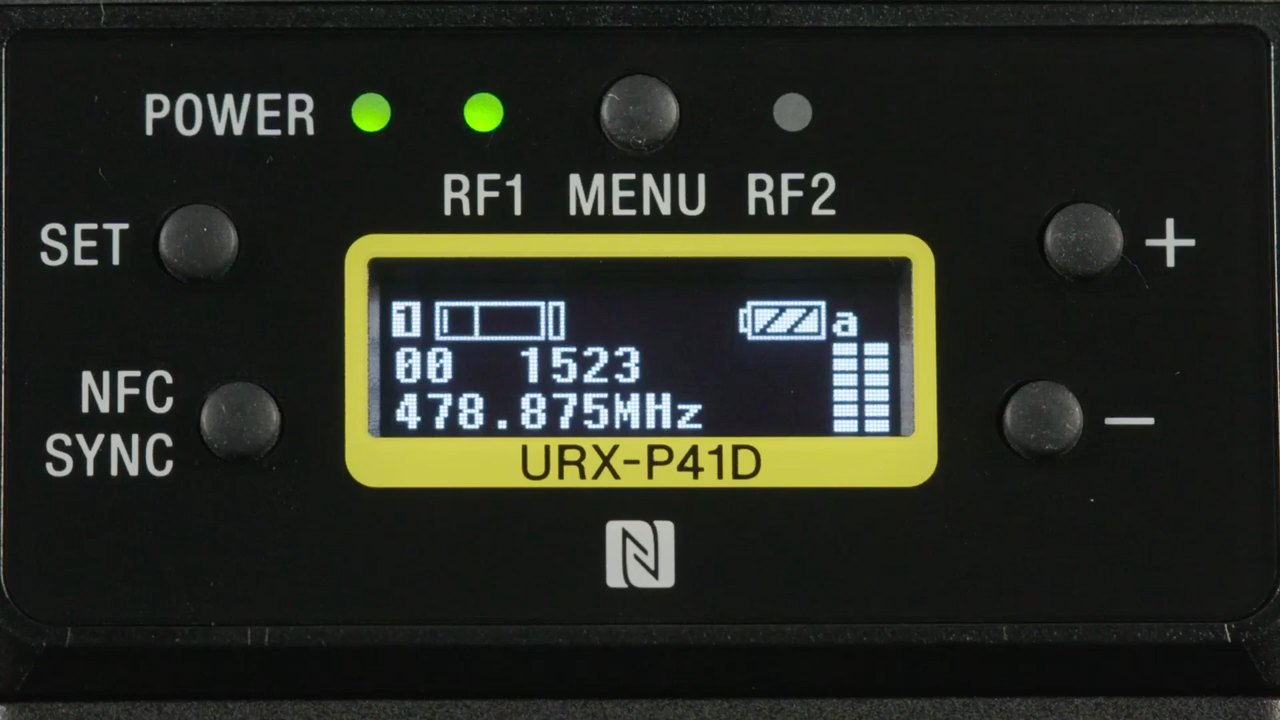 POWER
RF1 MENU RF2
SET
+
1
a
00 1523
478.875MHz
NFC
SYNC
−
URX-P41D
N